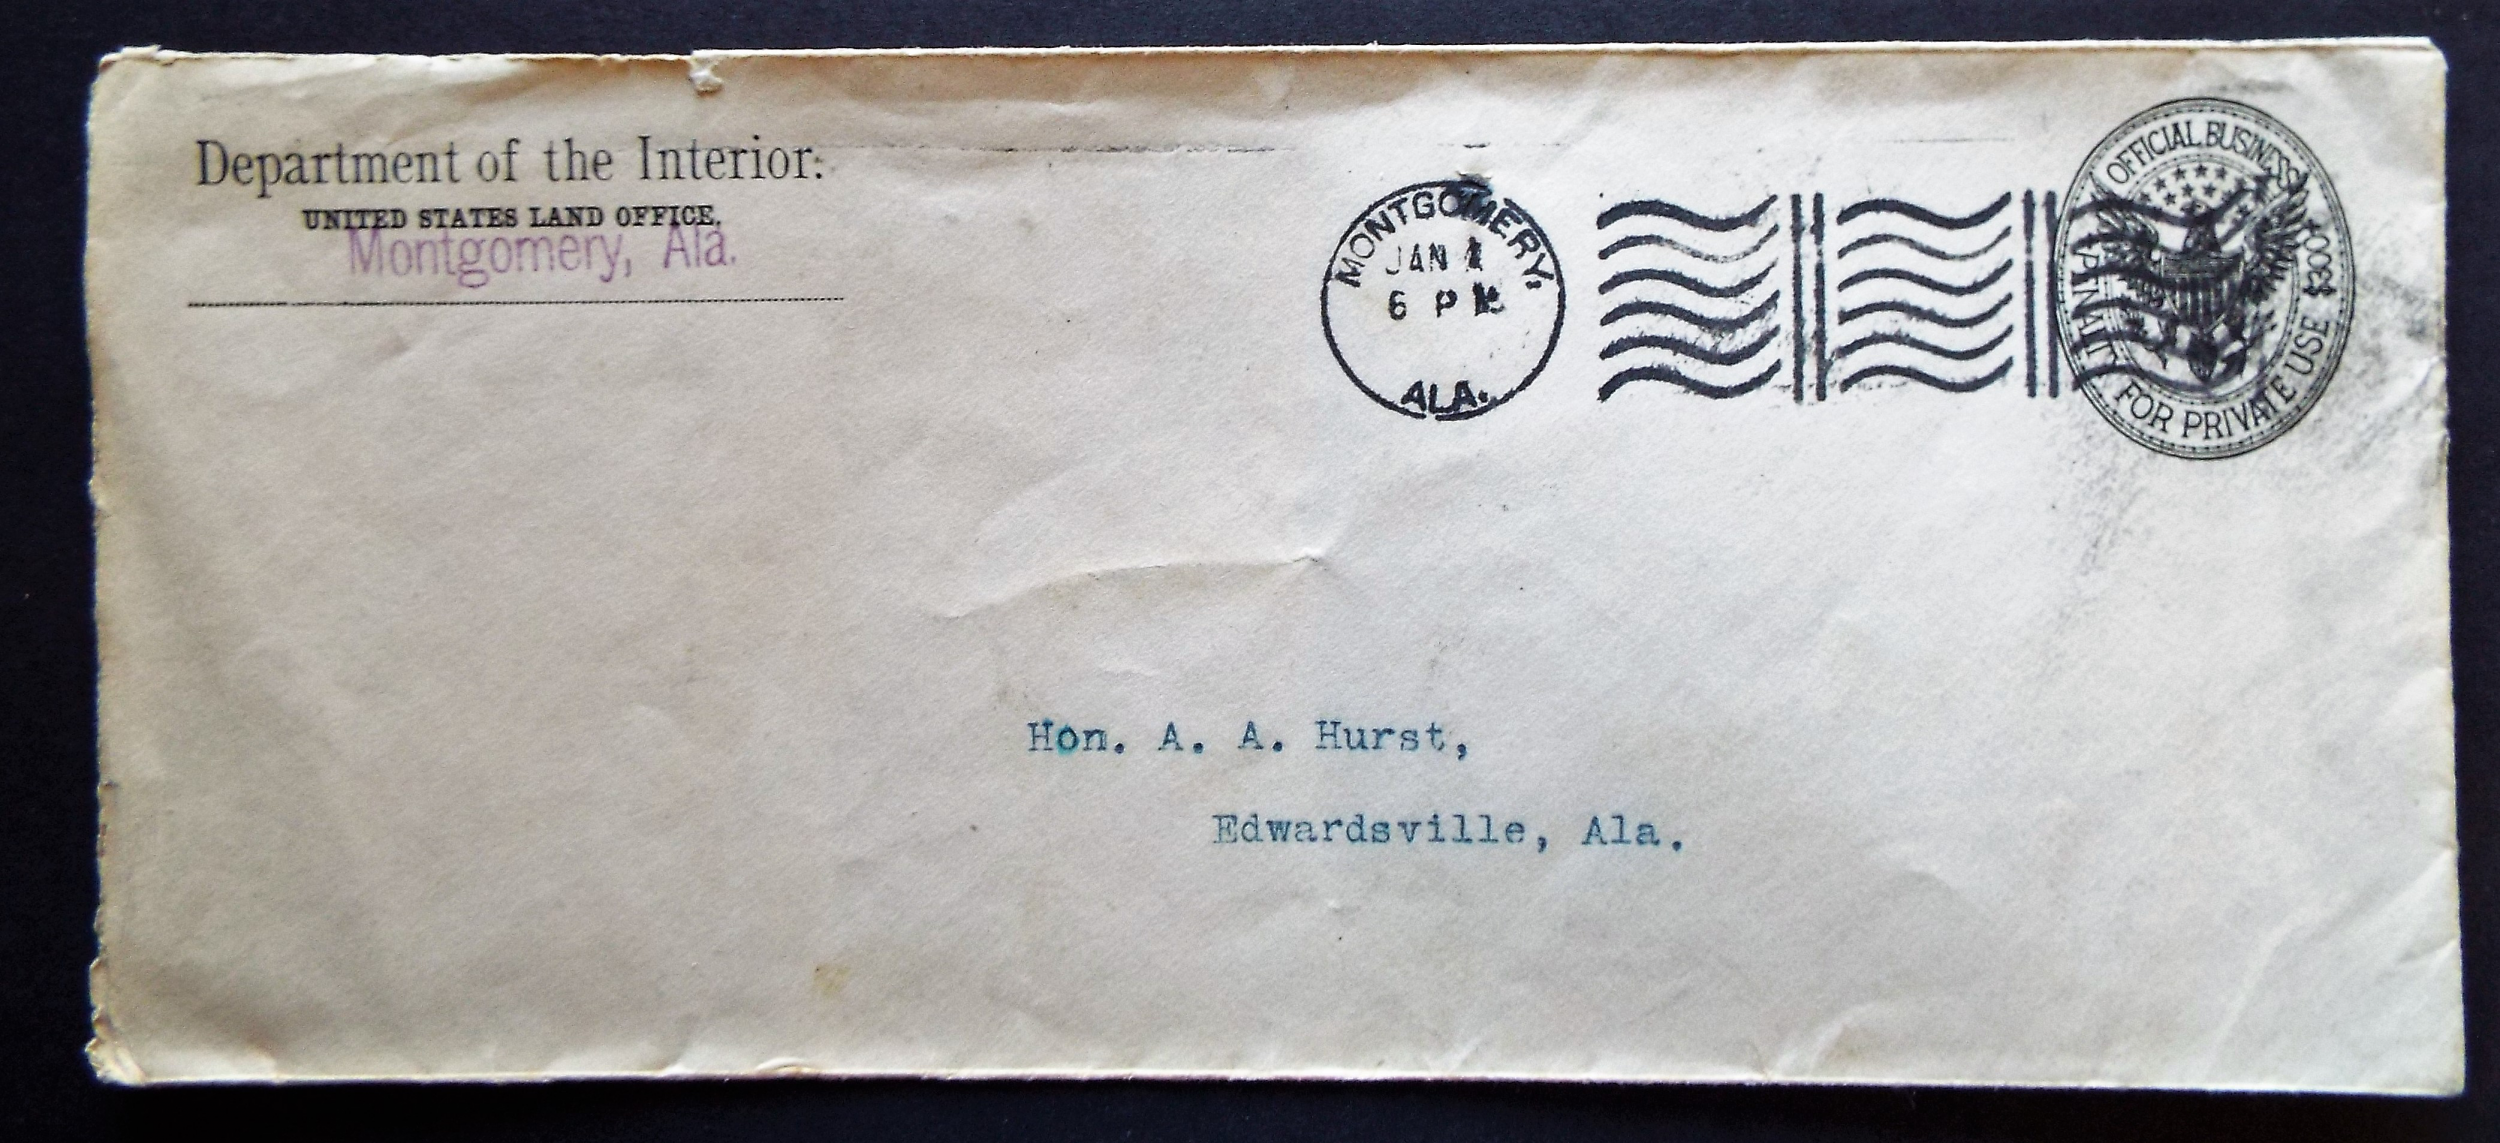 Department of the Interior:
UNITED STATES LAND OFFICE,
Montgomery, Ala.
MONTGOMERY,
JAN
6 P
ALA.
OFFICIAL BUSINESS
PENALTY FOR PRIVATE USE $300
Hon. A. A. Hurst,
Edwardsville, Ala.